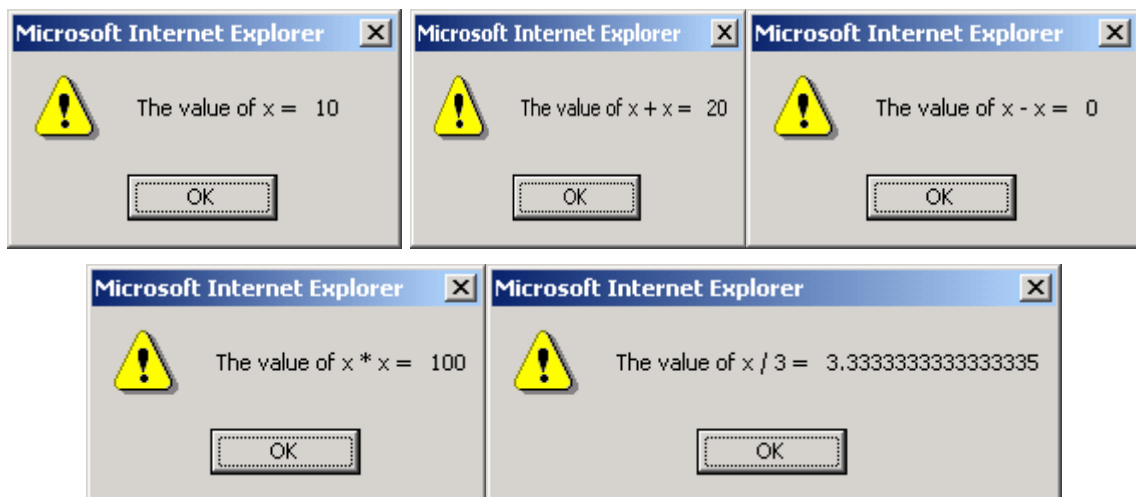 Microsoft Internet Explorer
The value of x = 10
OK
Microsoft Internet Explorer
The value of x + x = 20
OK
Microsoft Internet Explorer
The value of x - x = 0
OK
Microsoft Internet Explorer
The value of x * x = 100
OK
Microsoft Internet Explorer
The value of x / 3 = 3.3333333333333335
OK